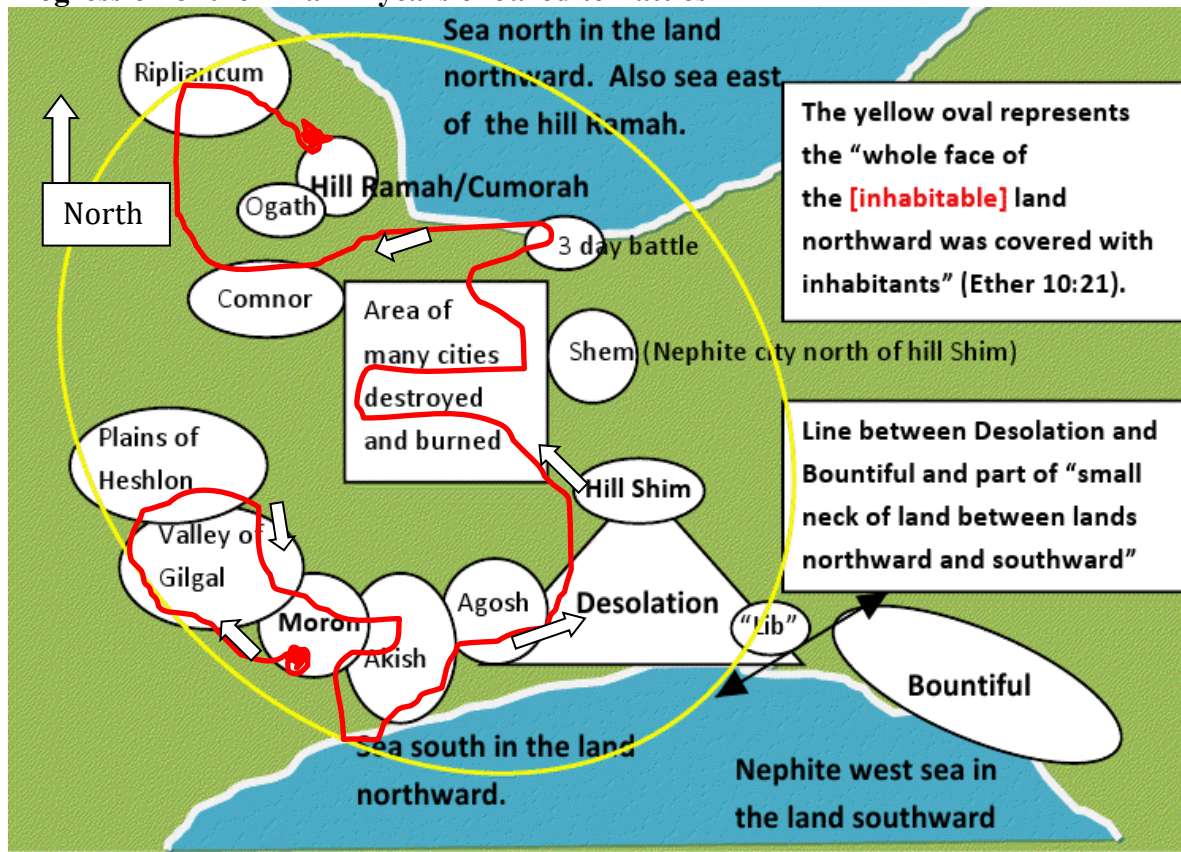 Sea north in the land
northward. Also sea east
of the hill Ramah.
Ripliancum
The yellow oval represents
the “whole face of
the [inhabitable] land
northward was covered with
inhabitants” (Ether 10:21).
North
Hill Ramah/Cumorah
Ogath
3 day battle
Comnor
Area of
many cities
destroyed
and burned
Shem (Nephite city north of hill Shim)
Plains of
Heshlon
Line between Desolation and
Bountiful and part of “small
neck of land between lands
northward and southward”
Hill Shim
Valley of
Gilgal
Moron
Akish
Agosh
Desolation
“Lib”
Bountiful
Sea south in the land
northward.
Nephite west sea in
the land southward